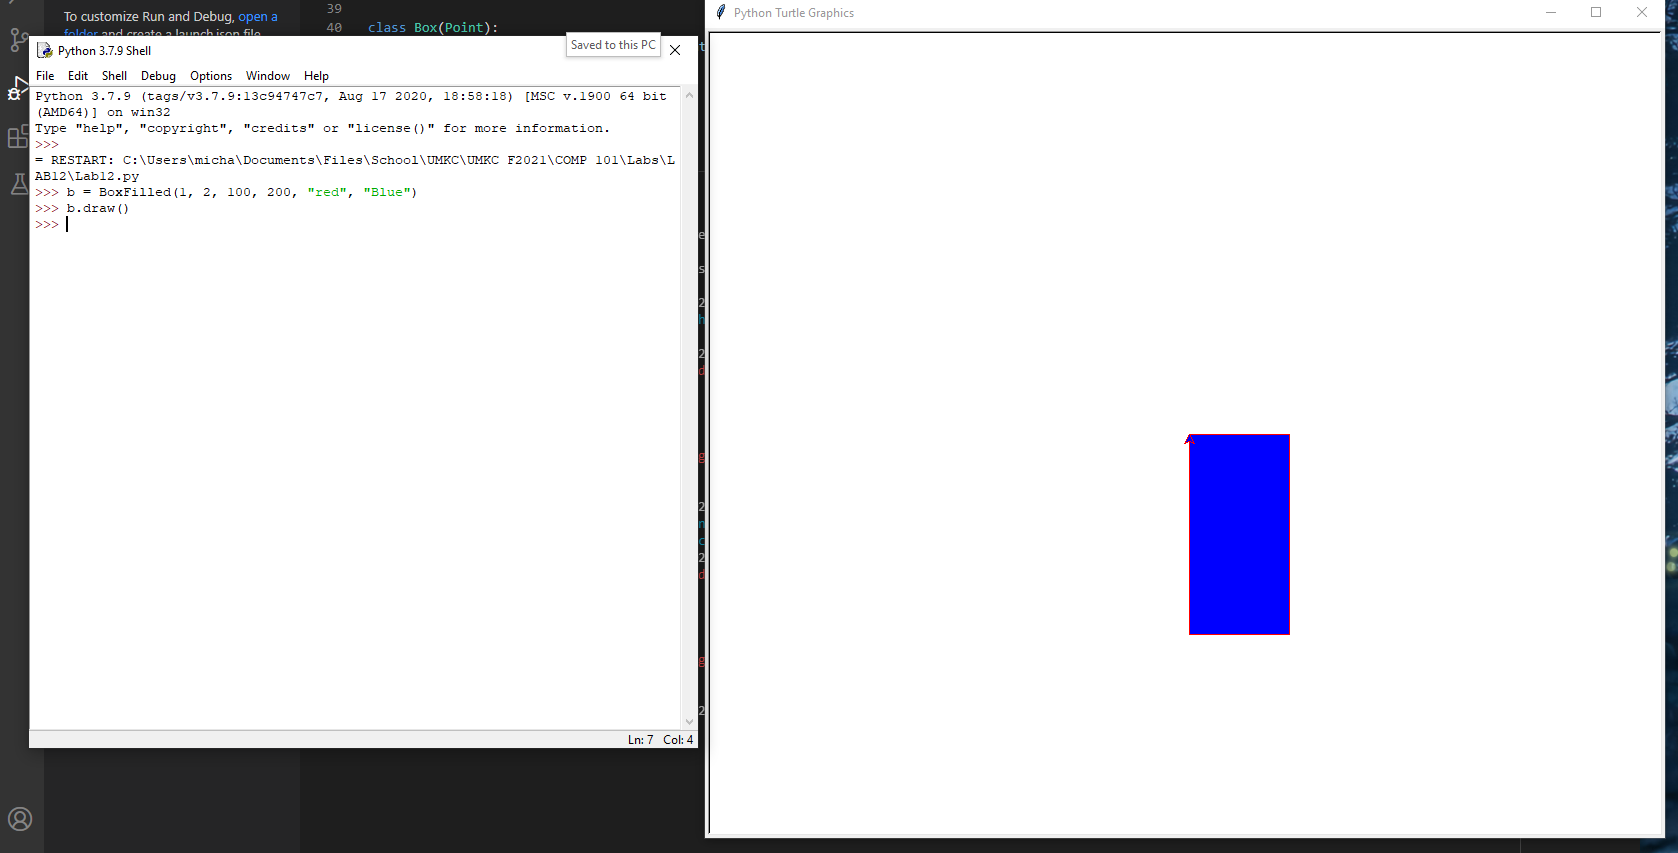 To customize Run and Debug, open a
folder and create a launch.json file
39
40 class Box(Point):
Python 3.7.9 Shell
Saved to this PC
File Edit Shell Debug Options Window Help
Python 3.7.9 (tags/v3.7.9:13c94747c7, Aug 17 2020, 18:58:18) [MSC v.1900 64 bit
(AMD64)] on win32
Type "help", "copyright", "credits" or "license()" for more information.
>>>
= RESTART: C:\Users\micha\Documents\Files\School\UMKC\UMKC F2021\COMP 101\Labs\L
AB12\Lab12.py
>>> b = BoxFilled(1, 2, 100, 200, "red", "Blue")
>>> b.draw()
>>>
Ln: 7 Col: 4
Python Turtle Graphics